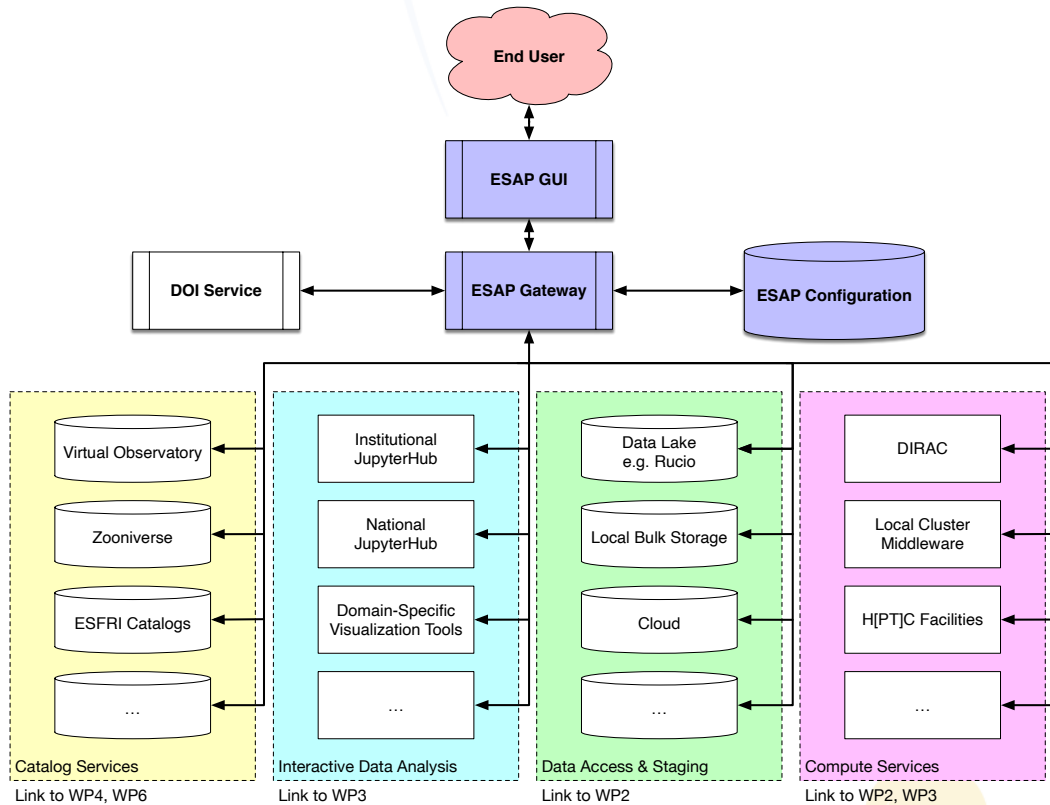 End User
ESAP GUI
DOI Service
ESAP Gateway
ESAP Configuration
Virtual Observatory
Zooniverse
ESFRI Catalogs
...
Catalog Services
Link to WP4, WP6
Institutional
JupyterHub
National
JupyterHub
Domain-Specific
Visualization Tools
...
Interactive Data Analysis
Link to WP3
Data Lake
e.g. Rucio
Local Bulk Storage
Cloud
...
Data Access & Staging
Link to WP2
DIRAC
Local Cluster
Middleware
H[PT]C Facilities
...
Compute Services
Link to WP2, WP3